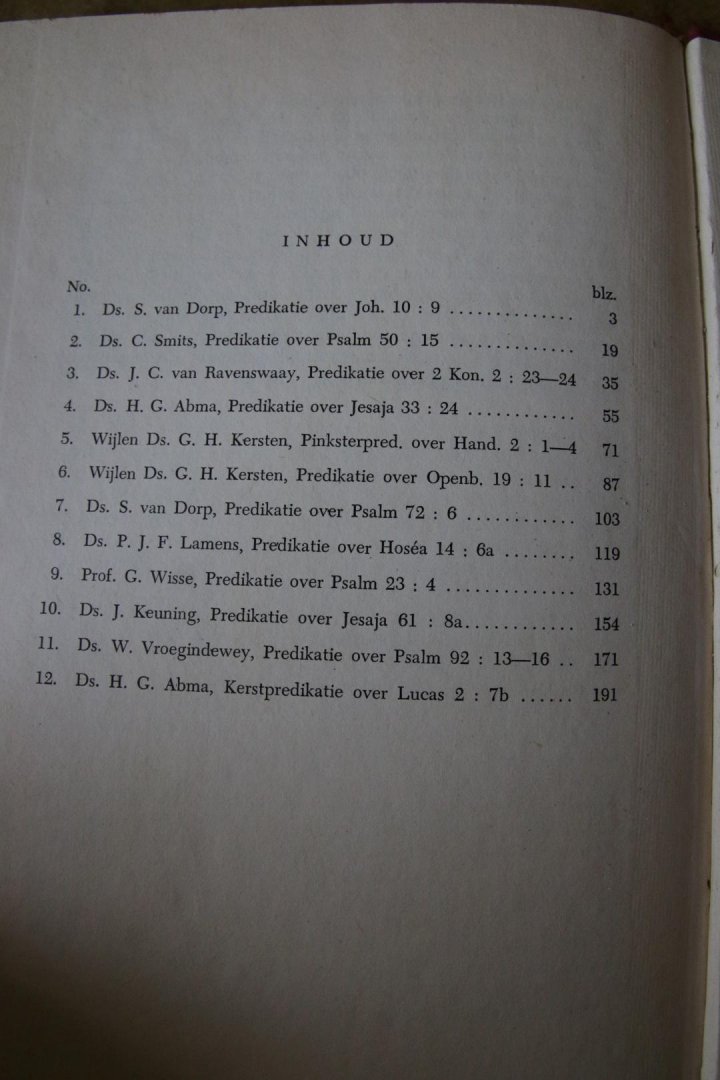 INHOUD
No. blz.
1. Ds. S. van Dorp, Predikatie over Joh. 10 : 9 .............. 3
2. Ds. C. Smits, Predikatie over Psalm 50 : 15 .............. 19
3. Ds. J. C. van Ravenswaay, Predikatie over 2 Kon. 2 : 23—24 35
4. Ds. H. G. Abma, Predikatie over Jesaja 33 : 24 ............ 55
5. Wijlen Ds. G. H. Kersten, Pinksterpred. over Hand. 2 : 1—4 71
6. Wijlen Ds. G. H. Kersten, Predikatie over Openb. 19 : 11 .. 87
7. Ds. S. van Dorp, Predikatie over Psalm 72 : 6 ............ 103
8. Ds. P. J. F. Lamens, Predikatie over Hoséa 14 : 6a ........ 119
9. Prof. G. Wisse, Predikatie over Psalm 23 : 4 .............. 131
10. Ds. J. Keuning, Predikatie over Jesaja 61 : 8a............ 154
11. Ds. W. Vroegindewey, Predikatie over Psalm 92 : 13—16 .. 171
12. Ds. H. G. Abma, Kerstpredikatie over Lucas 2 : 7b ...... 191